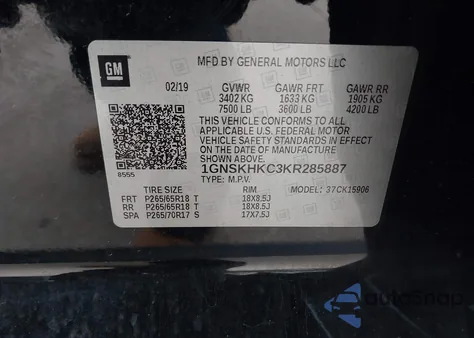 GM
MFD BY GENERAL MOTORS LLC
02/19 GVWR GAWR FRT GAWR RR
3402 KG 1633 KG 1905 KG
7500 LB 3600 LB 4200 LB
THIS VEHICLE CONFORMS TO ALL
APPLICABLE U.S. FEDERAL MOTOR
VEHICLE SAFETY STANDARDS IN EFFECT
ON THE DATE OF MANUFACTURE SHOWN ABOVE.
1GNSKHKC3KR285887
8555 TYPE: M.P.V. MODEL: 37CK15906
TIRE SIZE RIM
FRT P265/65R18 T 18X8.5J
RR P265/65R18 T 18X8.5J
SPA P265/70R17 S 17X7.5J
autoSnap